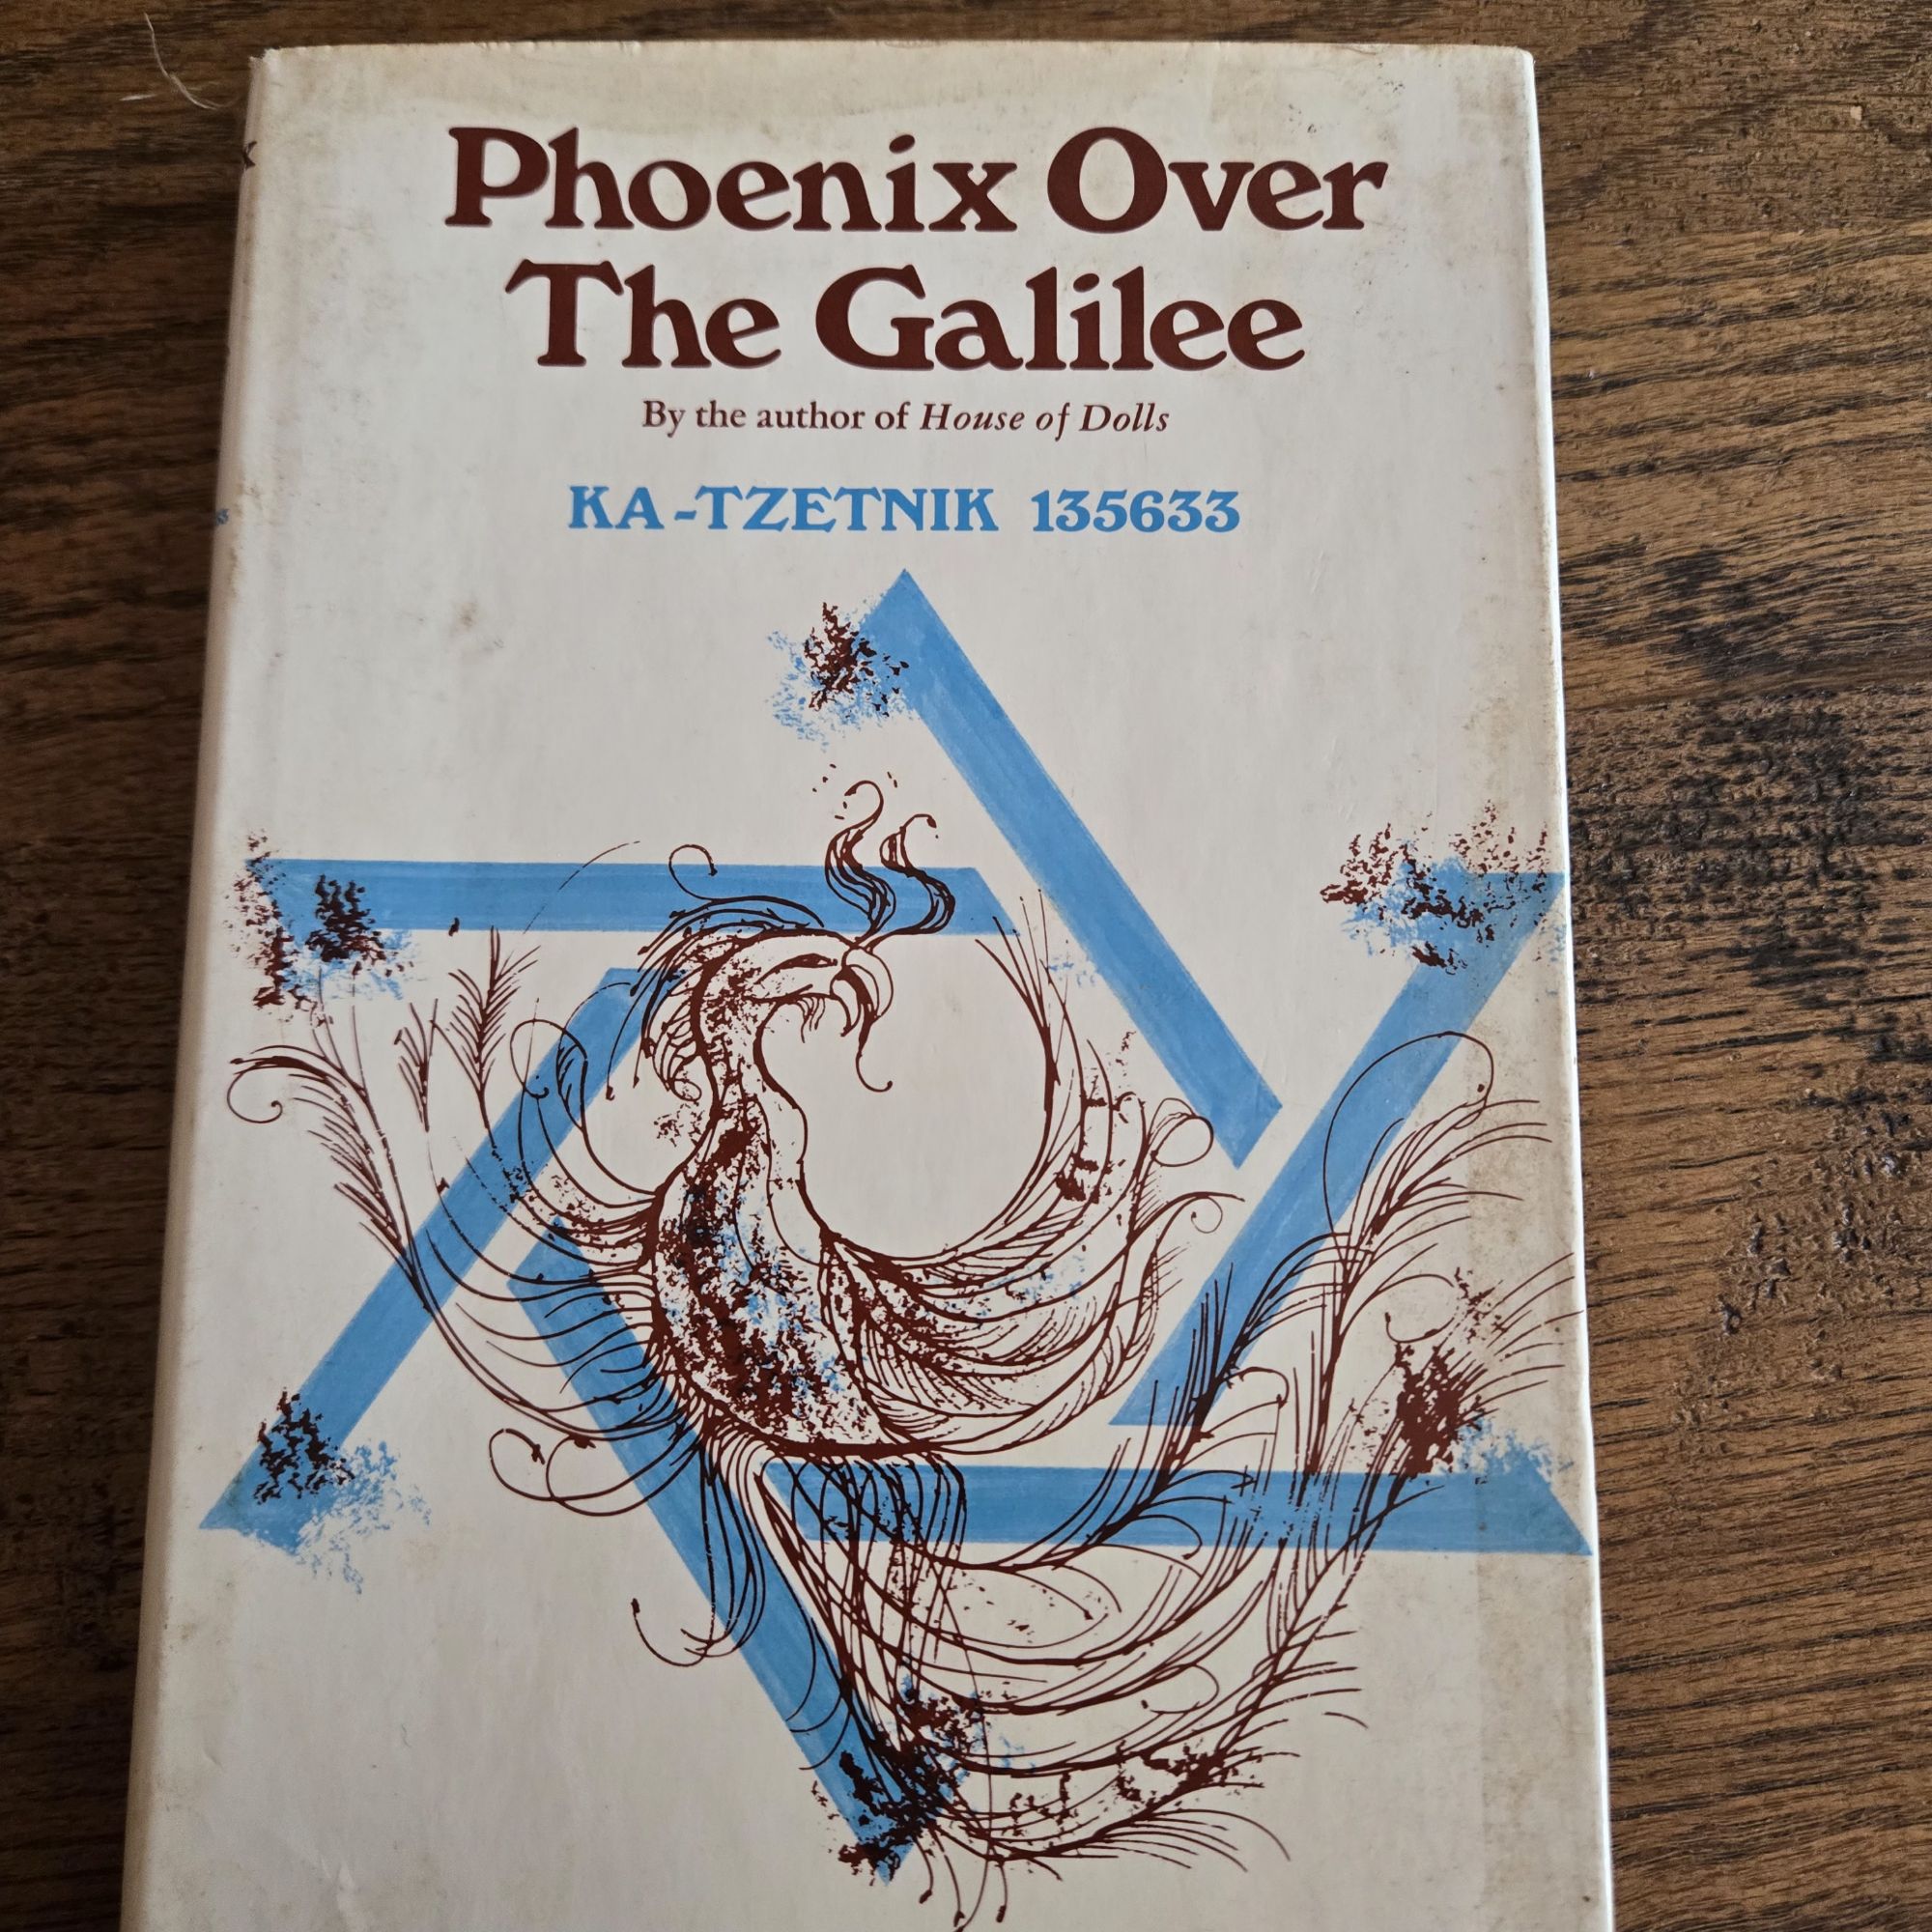 Phoenix Over
The Galilee
By the author of House of Dolls
KA-TZETNIK 135633